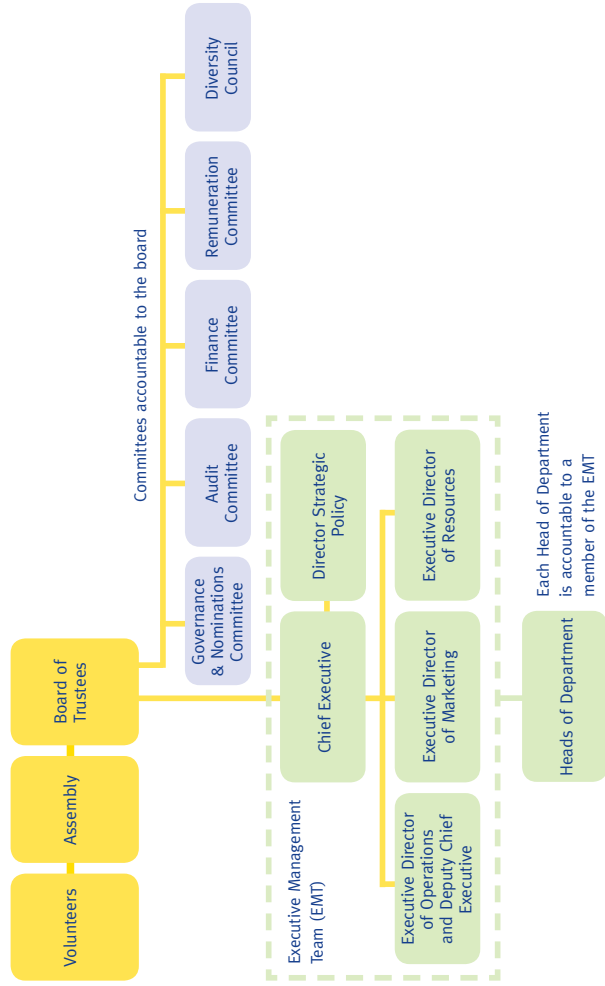 Volunteers
Assembly
Board of
Trustees
Committees accountable to the board
Governance
& Nominations
Committee
Audit
Committee
Finance
Committee
Remuneration
Committee
Diversity
Council
Executive Management
Team (EMT)
Chief Executive
Director Strategic
Policy
Executive Director
of Operations
and Deputy Chief
Executive
Executive Director
of Marketing
Executive Director
of Resources
Heads of Department
Each Head of Department
is accountable to a
member of the EMT